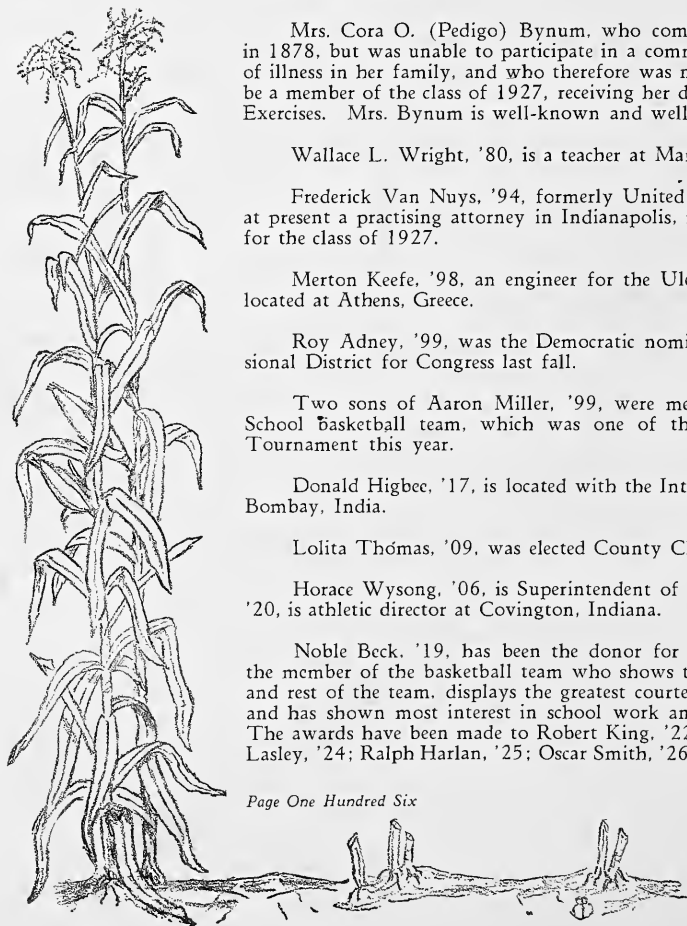 Mrs. Cora O. (Pedigo) Bynum, who com
in 1878, but was unable to participate in a com
of illness in her family, and who therefore was
be a member of the class of 1927, receiving her d
Exercises. Mrs. Bynum is well-known and well
Wallace L. Wright, '80, is a teacher at Ma
Frederick Van Nuys, '94, formerly United
at present a practising attorney in Indianapolis,
for the class of 1927.
Merton Keefe, '98, an engineer for the Ule
located at Athens, Greece.
Roy Adney, '99, was the Democratic nomi
sional District for Congress last fall.
Two sons of Aaron Miller, '99, were me
School basketball team, which was one of th
Tournament this year.
Donald Higbee, '17, is located with the Int
Bombay, India.
Lolita Thomas, '09, was elected County C
Horace Wysong, '06, is Superintendent of
'20, is athletic director at Covington, Indiana.
Noble Beck, '19, has been the donor for
the member of the basketball team who shows t
and rest of the team, displays the greatest courte
and has shown most interest in school work an
The awards have been made to Robert King, '22
Lasley, '24; Ralph Harlan, '25; Oscar Smith, '26
Page One Hundred Six